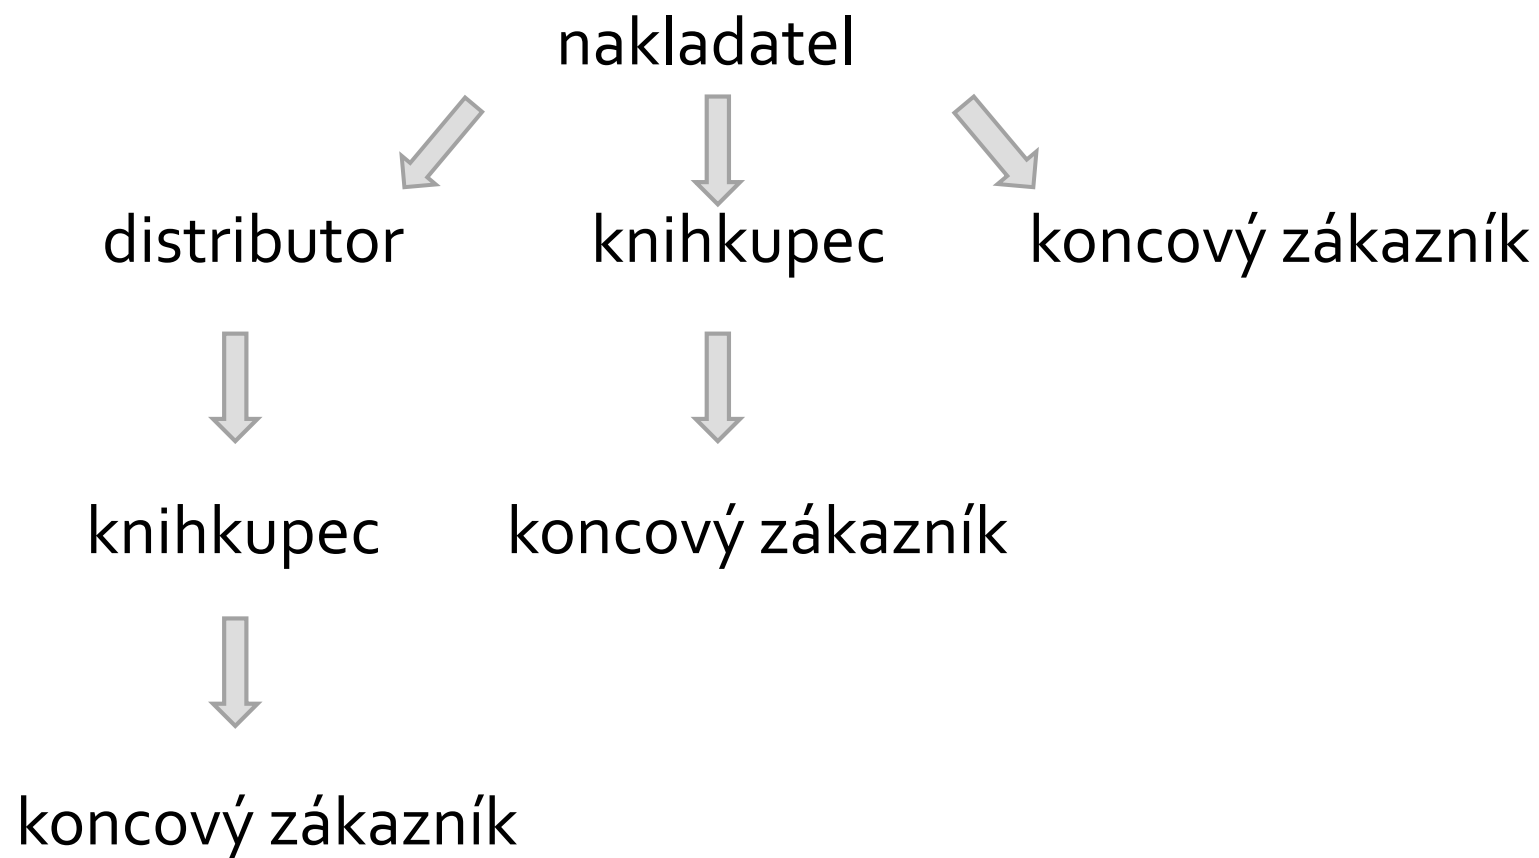 nakladatel
distributor knihkupec koncový zákazník
knihkupec koncový zákazník
koncový zákazník